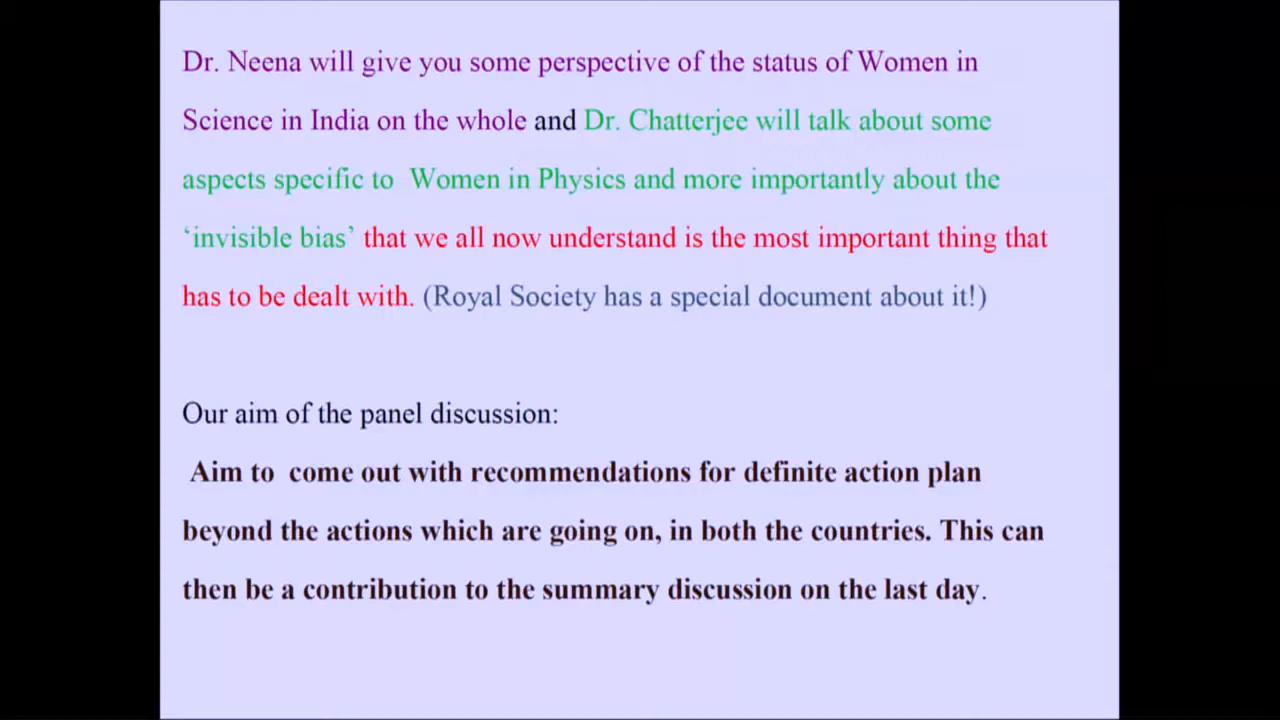 Dr. Neena will give you some perspective of the status of Women in
Science in India on the whole and Dr. Chatterjee will talk about some
aspects specific to  Women in Physics and more importantly about the
‘invisible bias’ that we all now understand is the most important thing that
has to be dealt with. (Royal Society has a special document about it!)
Our aim of the panel discussion:
Aim to  come out with recommendations for definite action plan
beyond the actions which are going on, in both the countries. This can
then be a contribution to the summary discussion on the last day.